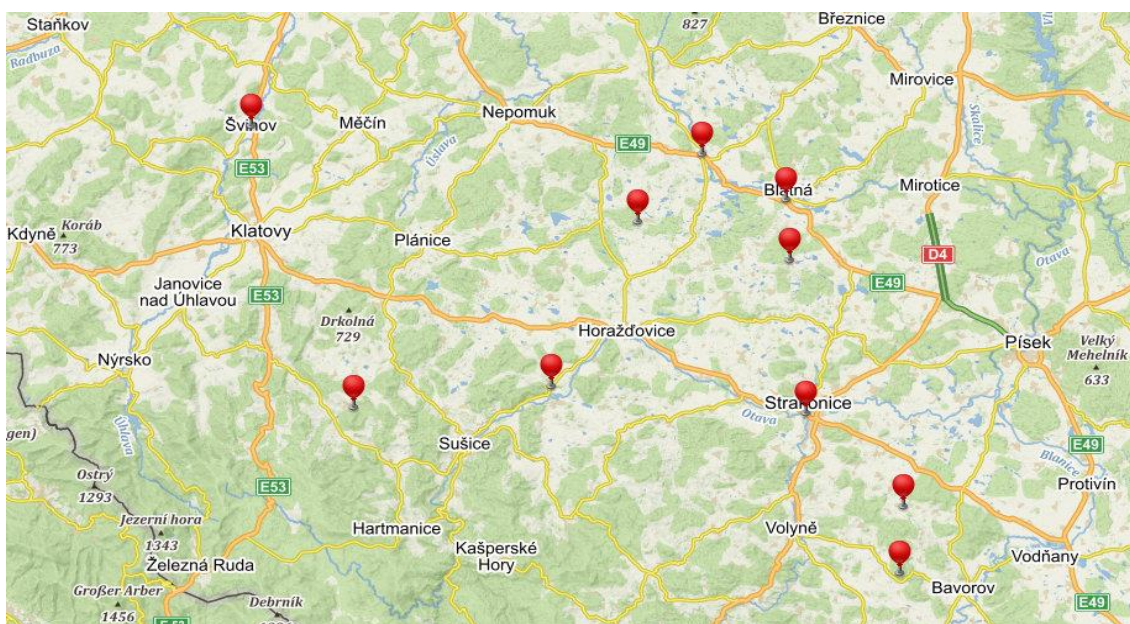 827
Březnice
Staňkov
Radbuza
Mirovice
Nepomuk
Skalice
Švihov
Měčín
Úslava
E49
E53
Blatná
Mirotice
Koráb
773
Kdyně
Klatovy
Plánice
Otava
D4
Janovice
nad Úhlavou
E53
E49
Drkolná
729
Horažďovice
Písek
Velký
Mehelník
633
Nýrsko
Strakonice
Otava
Úhlava
gen)
Sušice
E49
Blanice
Ostrý
1293
E53
Protivín
Jezerní hora
1343
Hartmanice
Volyně
Kašperské
Hory
Vodňany
Železná Ruda
Großer Arber
1456
Debrník
Bavorov
E49
E53